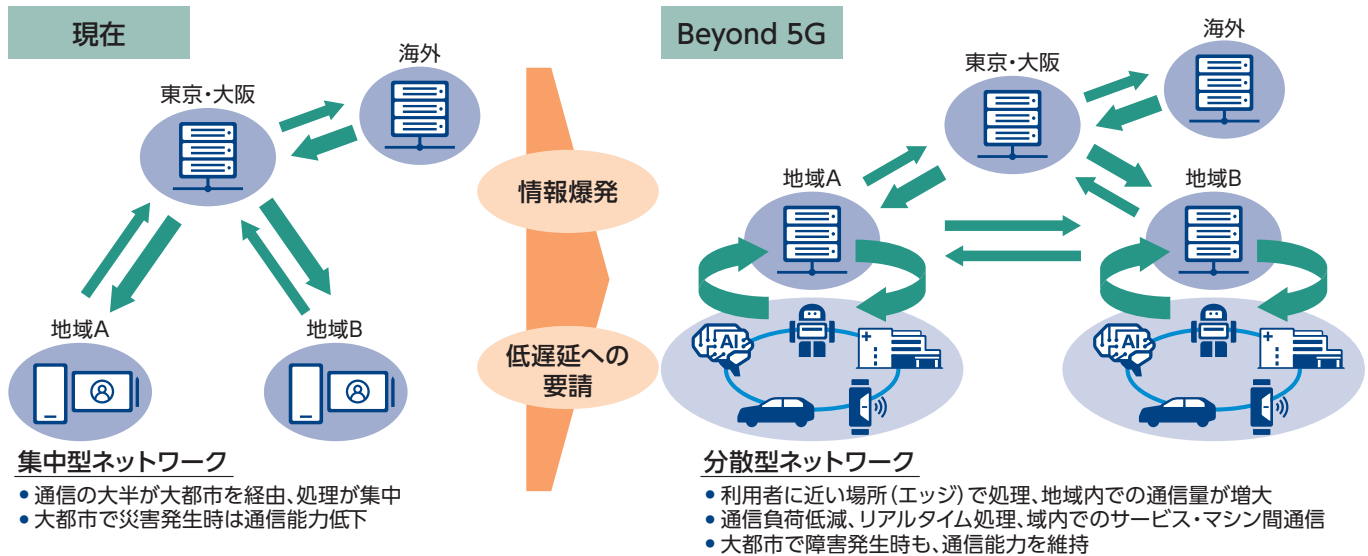 現在
海外
東京・大阪
地域A
地域B
集中型ネットワーク
• 通信の大半が大都市を経由、処理が集中
• 大都市で災害発生時は通信能力低下
情報爆発
低遅延への
要請
Beyond 5G
海外
東京・大阪
地域A
地域B
AI
AI
分散型ネットワーク
• 利用者に近い場所（エッジ）で処理、地域内での通信量が増大
• 通信負荷低減、リアルタイム処理、域内でのサービス・マシン間通信
• 大都市で障害発生時も、通信能力を維持